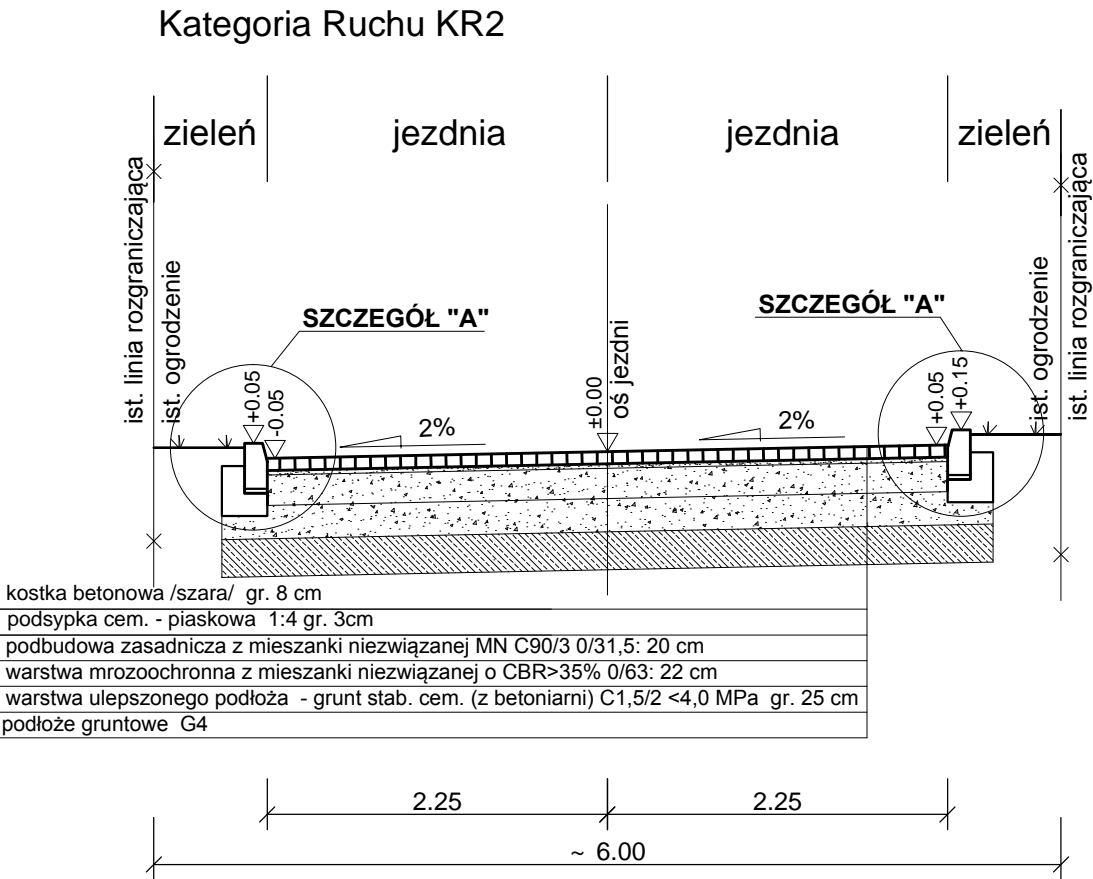 Kategoria Ruchu KR2
zieleń jezdnia jezdnia zieleń
ist. linia rozgraniczająca
ist. ogrodzenie
SZCZEGÓŁ "A"
SZCZEGÓŁ "A"
ist. ogrodzenie
ist. linia rozgraniczająca
+0.05
-0.05
2%
±0.00
oś jezdni
2%
+0.05
+0.15
kostka betonowa /szara/ gr. 8 cm
podsypka cem. - piaskowa 1:4 gr. 3cm
podbudowa zasadnicza z mieszanki niezwiązanej MN C90/3 0/31,5: 20 cm
warstwa mrozoochronna z mieszanki niezwiązanej o CBR>35% 0/63: 22 cm
warstwa ulepszonego podłoża - grunt stab. cem. (z betoniarni) C1,5/2 <4,0 MPa gr. 25 cm
podłoże gruntowe G4
2.25 2.25
~ 6.00